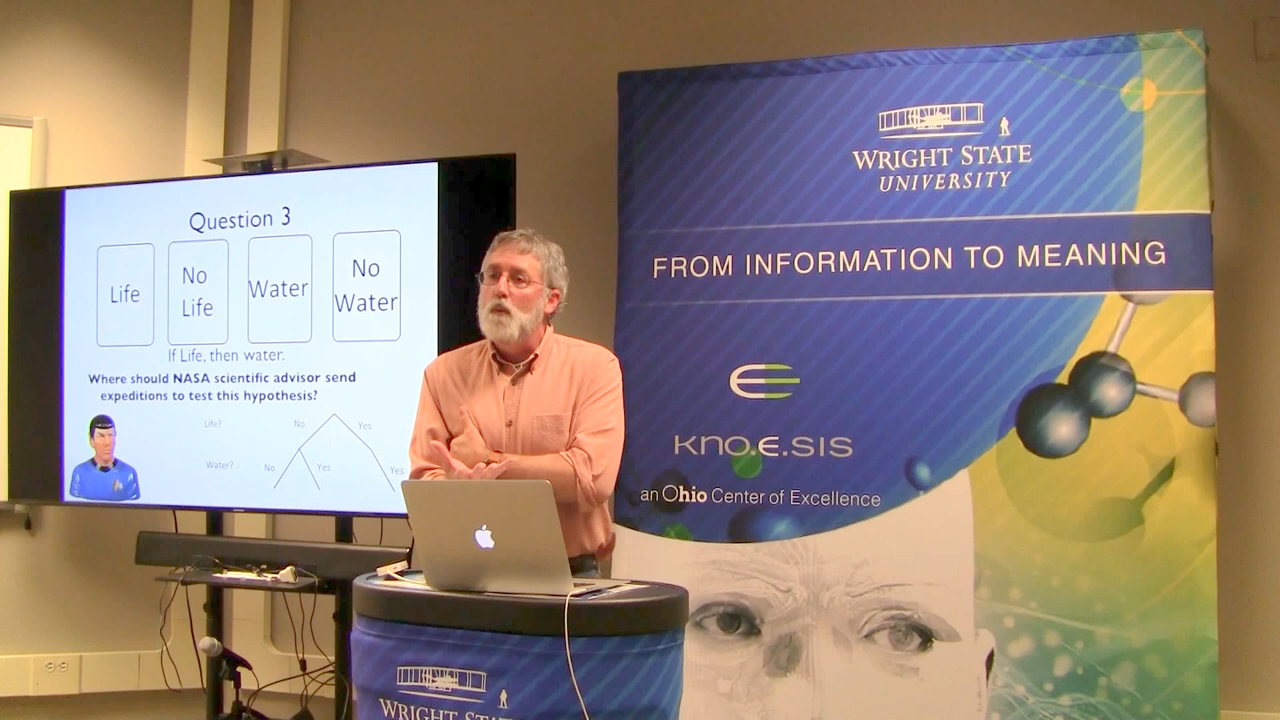 Question 3
Life
No
Life
Water
No
Water
If Life, then water.
Where should NASA scientific advisor send
expeditions to test this hypothesis?
Life?
No
Yes
Water?
No
Yes
Yes
WRIGHT STATE
UNIVERSITY
FROM INFORMATION TO MEANING
KNO.E.SIS
an Ohio Center of Excellence
WRIGHT STATE